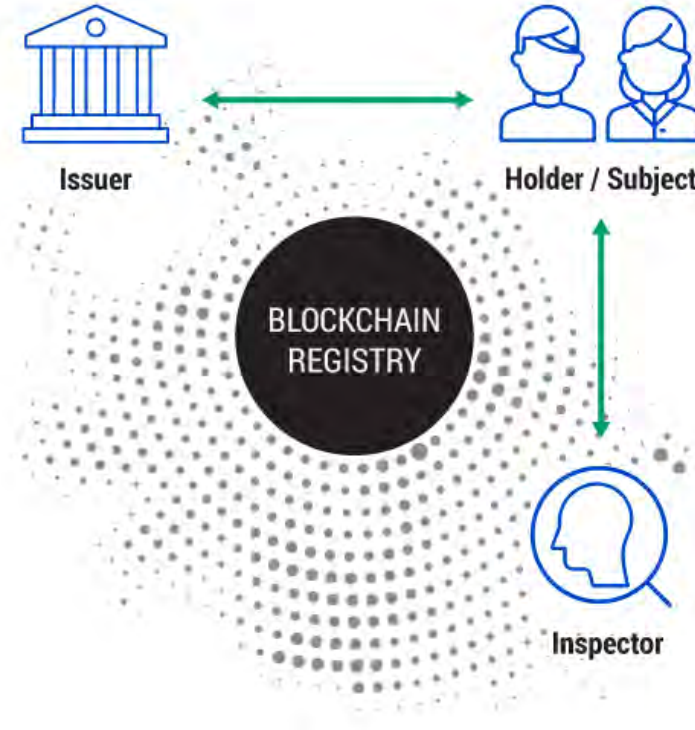 Issuer
Holder / Subject
BLOCKCHAIN
REGISTRY
Inspector